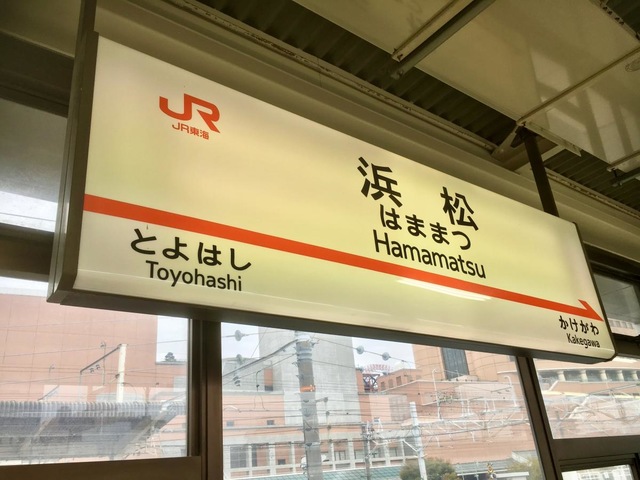 JR
JR東海
浜松
はままつ
Hamamatsu
とよはし
Toyohashi
かけがわ
Kakegawa